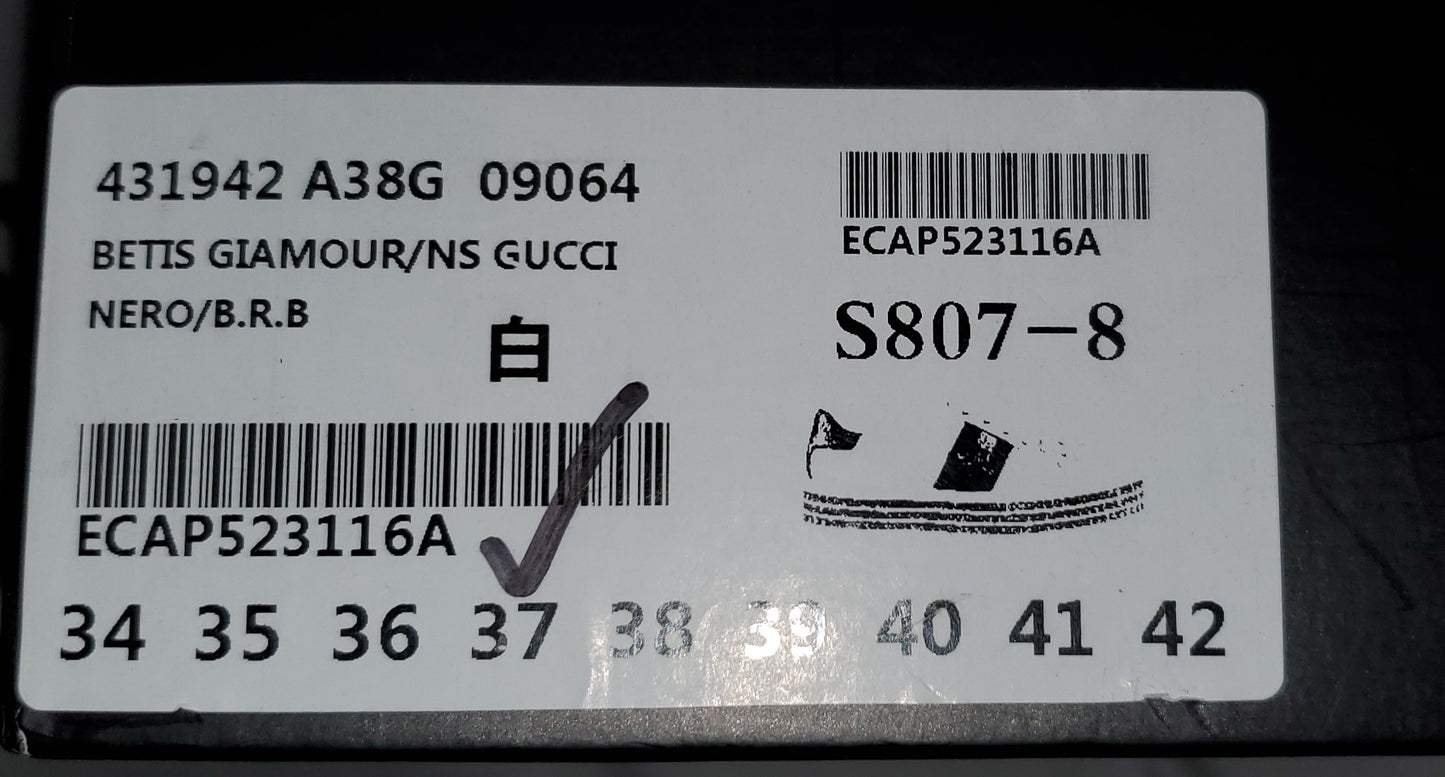 431942 A38G 09064
BETIS GIAMOUR/NS GUCCI
NERO/B.R.B
白
ECAP523116A
ECAP523116A
S807-8
34 35 36 37 38 39 40 41 42